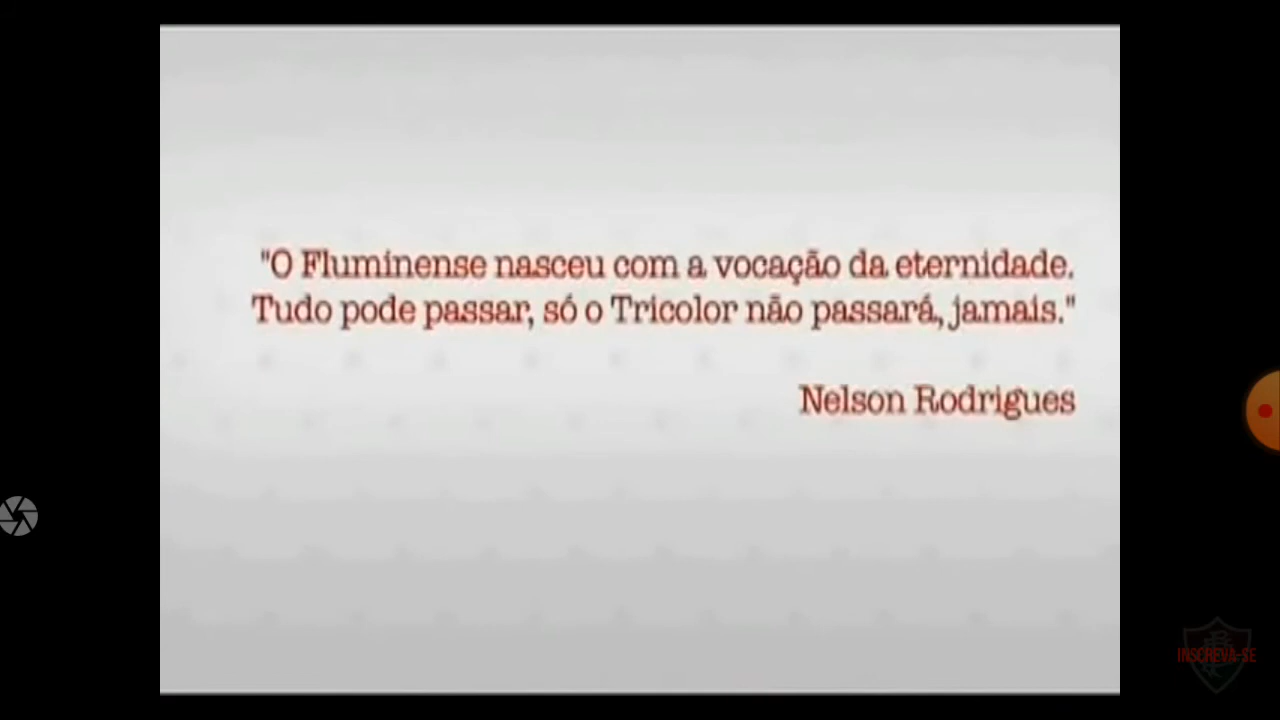 "O Fluminense nasceu com a vocação da eternidade.
Tudo pode passar, só o Tricolor não passará, jamais."
Nelson Rodrigues
INSCREVA-SE